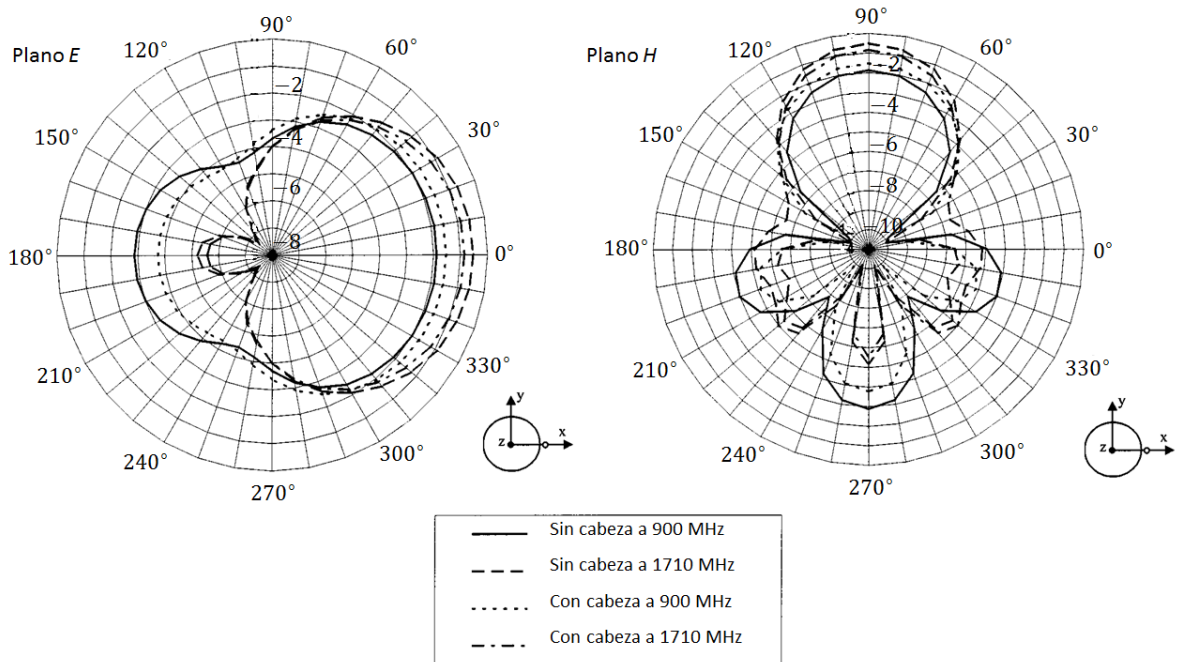 Plano E
90°
120°
60°
150°
30°
180°
0°
210°
330°
240°
300°
270°
−2
−4
−6
−8
y
z
x
Plano H
90°
120°
60°
150°
30°
180°
0°
210°
330°
240°
300°
270°
−2
−4
−6
−8
10
y
z
x
Sin cabeza a 900 MHz
Sin cabeza a 1710 MHz
Con cabeza a 900 MHz
Con cabeza a 1710 MHz